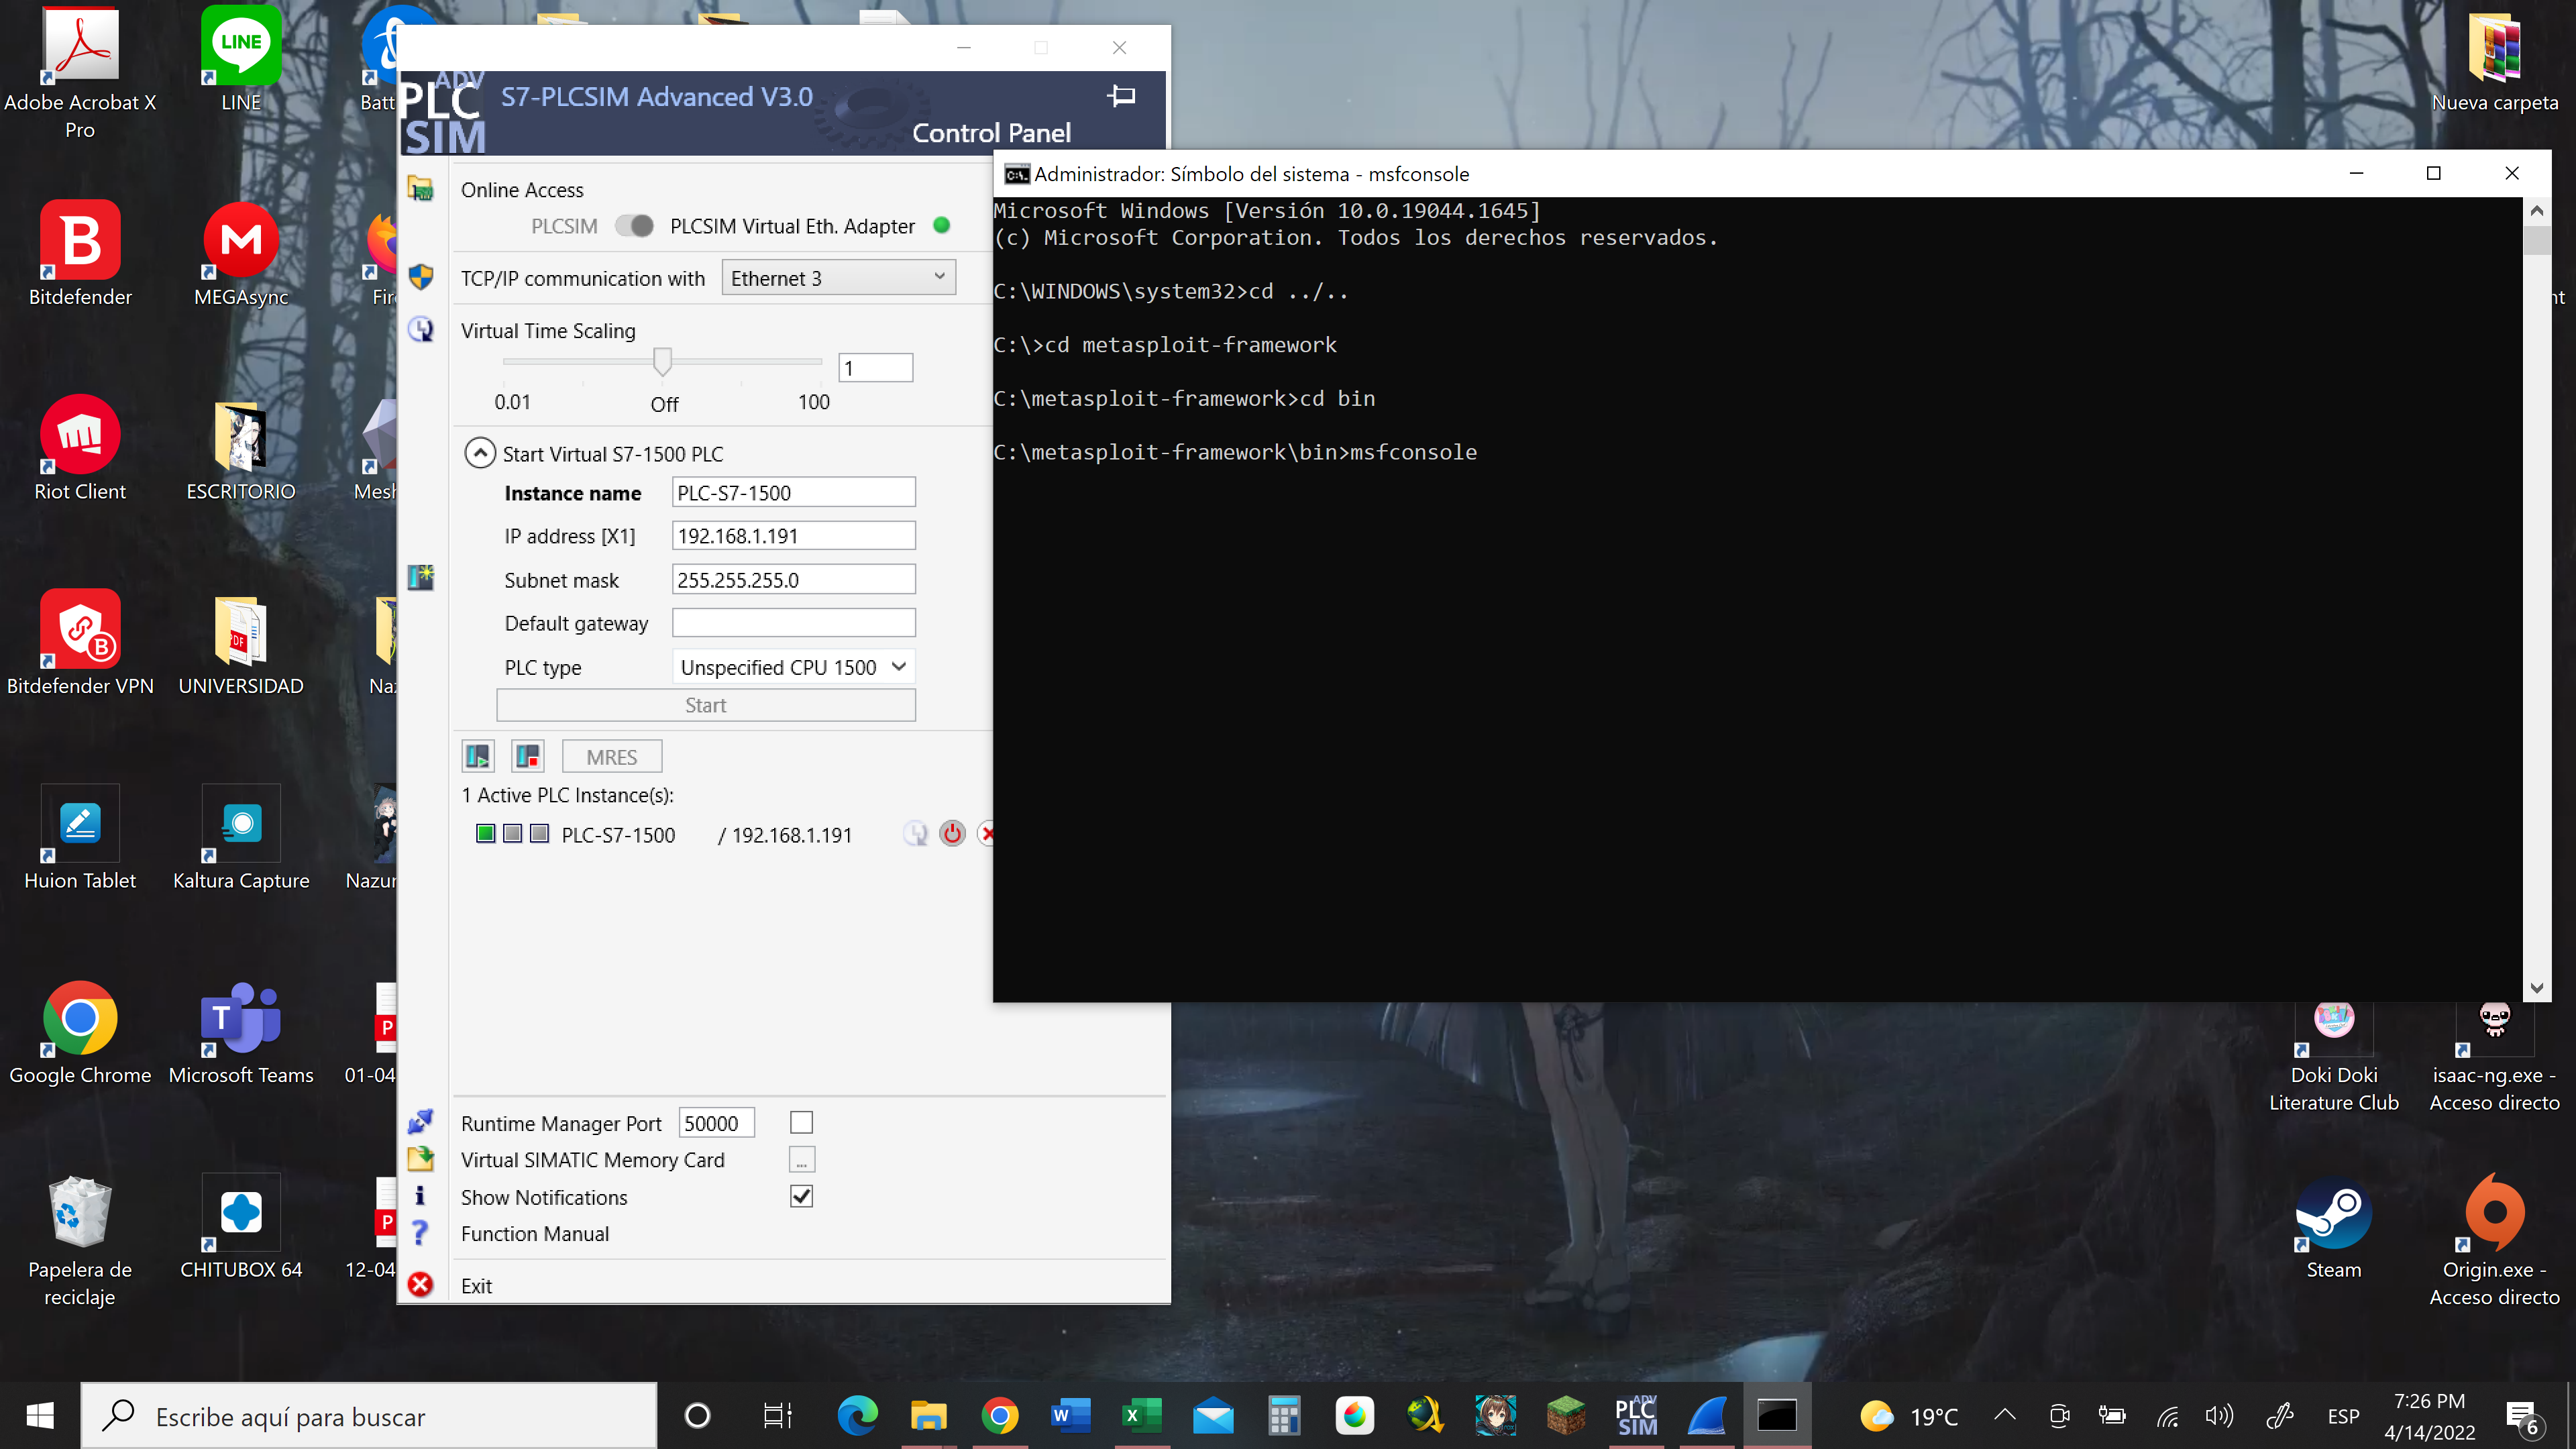 Adobe Acrobat X
Pro
LINE
LINE
Nueva carpeta
Bitdefender
MEGAsync
Riot Client
ESCRITORIO
Bitdefender VPN
UNIVERSIDAD
PDF
Huion Tablet
Kaltura Capture
Google Chrome
Microsoft Teams
Papelera de
reciclaje
CHITUBOX 64
ADV
PLC
SIM
S7-PLCSIM Advanced V3.0
Control Panel
Online Access
PLCSIM
PLCSIM Virtual Eth. Adapter
TCP/IP communication with
Ethernet 3
Virtual Time Scaling
1
0.01
Off
100
Start Virtual S7-1500 PLC
Instance name
PLC-S7-1500
IP address [X1]
192.168.1.191
Subnet mask
255.255.255.0
Default gateway
PLC type
Unspecified CPU 1500
Start
MRES
1 Active PLC Instance(s):
PLC-S7-1500
/ 192.168.1.191
Runtime Manager Port
50000
Virtual SIMATIC Memory Card
...
Show Notifications
Function Manual
Exit
Administrador: Símbolo del sistema - msfconsole
Microsoft Windows [Versión 10.0.19044.1645]
(c) Microsoft Corporation. Todos los derechos reservados.
C:\WINDOWS\system32>cd ../..
C:\>cd metasploit-framework
C:\metasploit-framework>cd bin
C:\metasploit-framework\bin>msfconsole
Doki Doki
Literature Club
isaac-ng.exe -
Acceso directo
Steam
Origin.exe -
Acceso directo
Escribe aquí para buscar
ADV
PLC
SIM
19°C
ESP
7:26 PM
4/14/2022
6